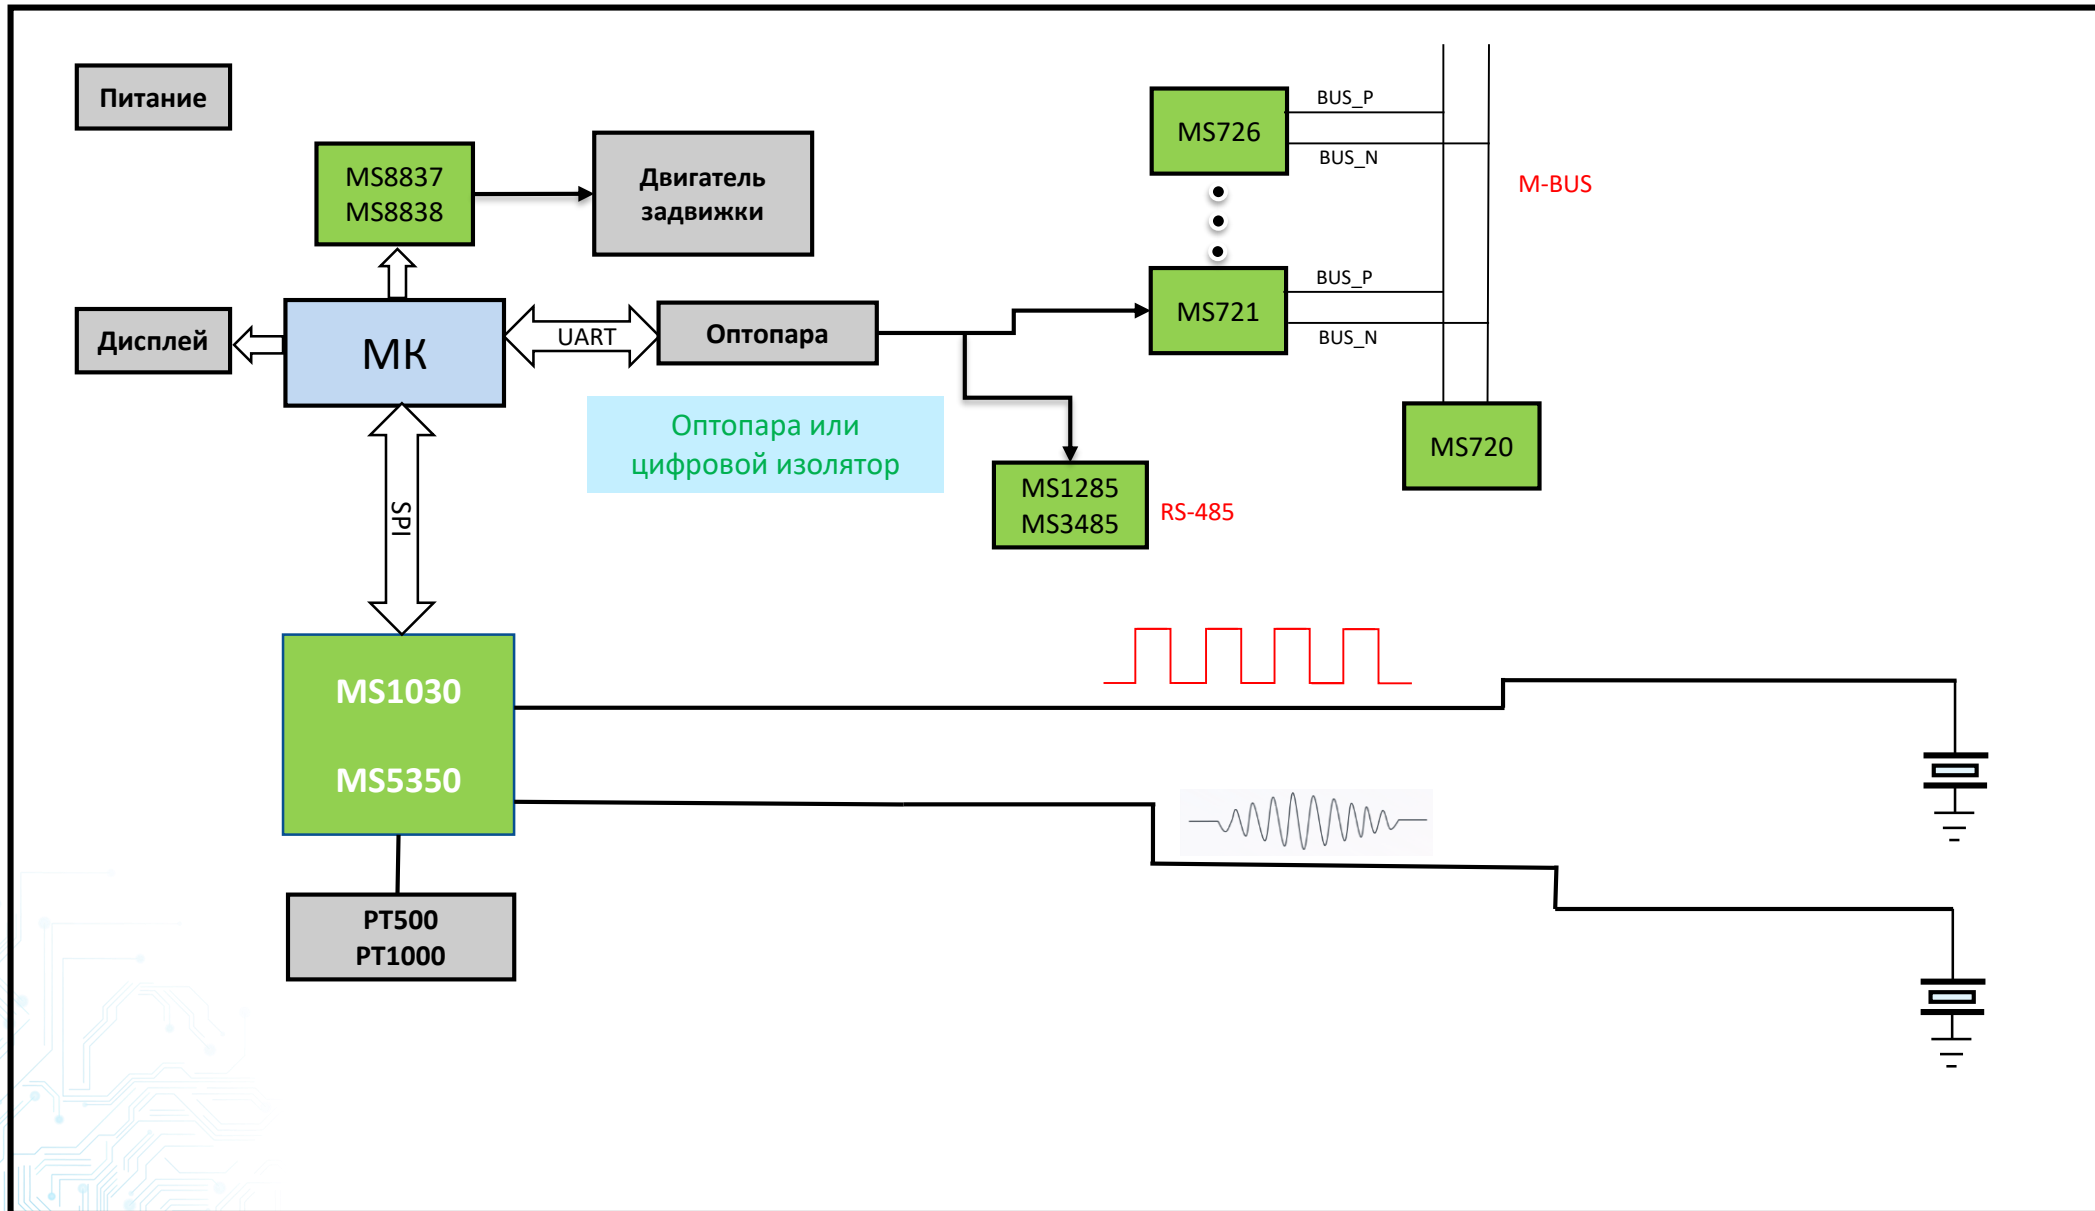 Питание
MS8837
MS8838
Двигатель
задвижки
MS726
BUS_P
BUS_N
M-BUS
Дисплей
МК
UART
Оптопара
MS721
BUS_P
BUS_N
Оптопара или
цифровой изолятор
MS720
SPI
MS1285
MS3485
RS-485
MS1030
MS5350
PT500
PT1000